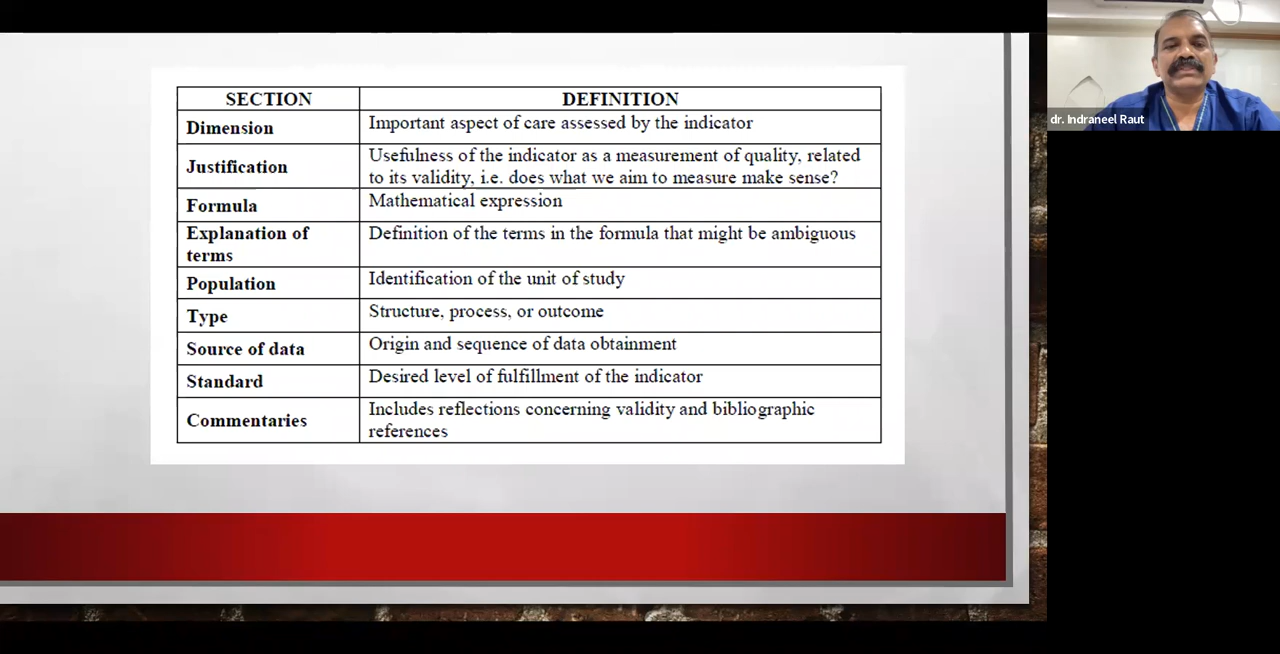 SECTION DEFINITION
Dimension Important aspect of care assessed by the indicator
Justification Usefulness of the indicator as a measurement of quality, related
to its validity, i.e. does what we aim to measure make sense?
Formula Mathematical expression
Explanation of Definition of the terms in the formula that might be ambiguous
terms
Population Identification of the unit of study
Type Structure, process, or outcome
Source of data Origin and sequence of data obtainment
Standard Desired level of fulfillment of the indicator
Commentaries Includes reflections concerning validity and bibliographic
references
dr. Indraneel Raut